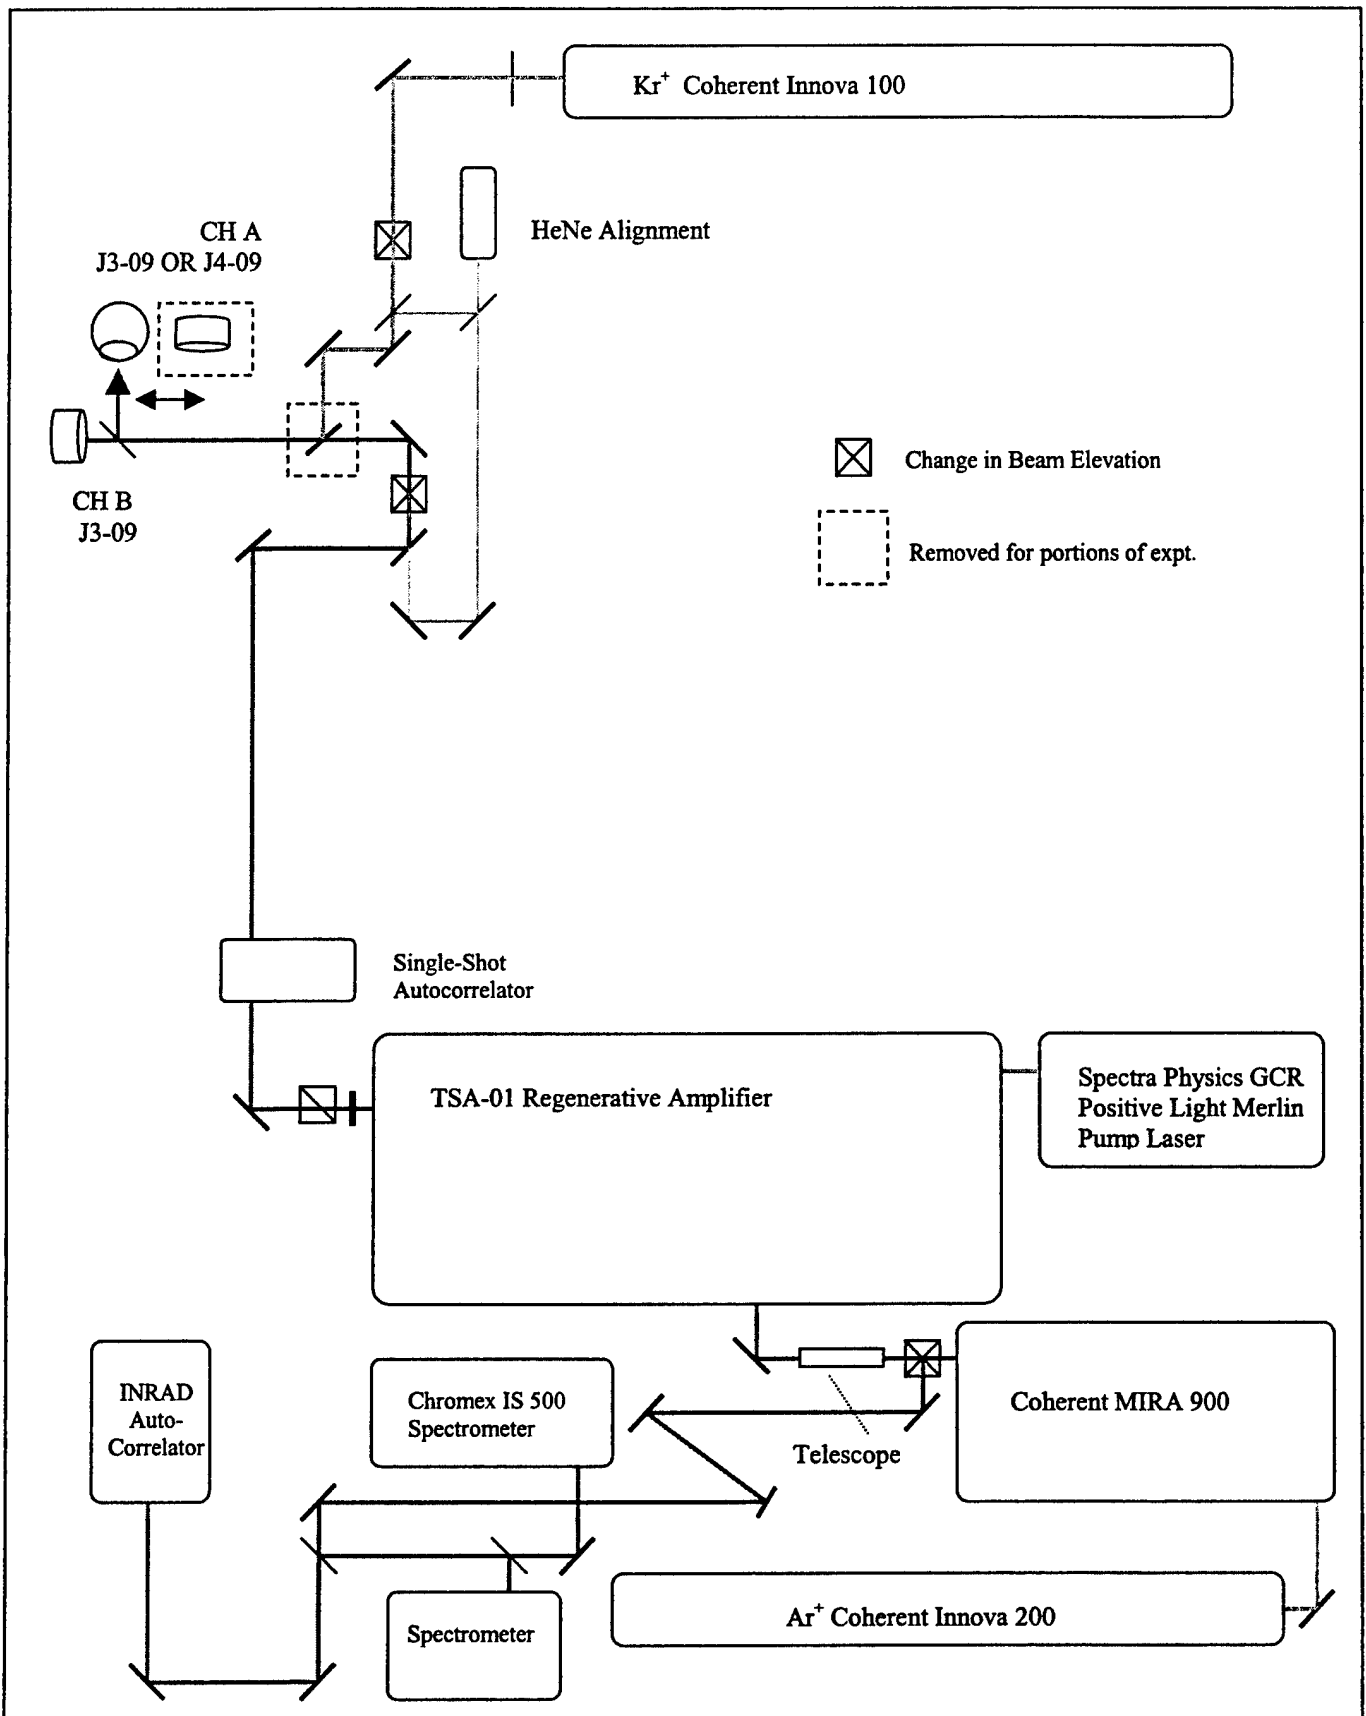 Kr⁺ Coherent Innova 100
HeNe Alignment
CH A
J3-09 OR J4-09
CH B
J3-09
Change in Beam Elevation
Removed for portions of expt.
Single-Shot
Autocorrelator
TSA-01 Regenerative Amplifier
Spectra Physics GCR
Positive Light Merlin
Pump Laser
INRAD
Auto-
Correlator
Chromex IS 500
Spectrometer
Telescope
Coherent MIRA 900
Spectrometer
Ar⁺ Coherent Innova 200